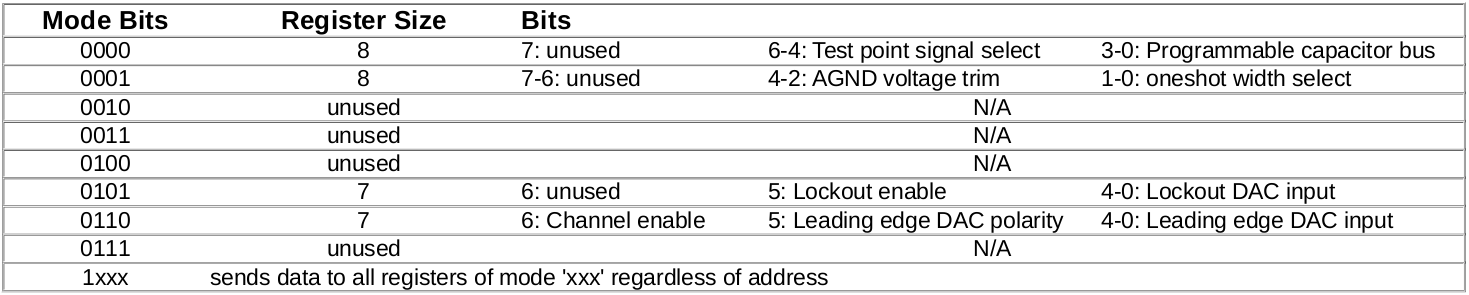 Mode Bits Register Size Bits
0000 8 7: unused 6-4: Test point signal select 3-0: Programmable capacitor bus
0001 8 7-6: unused 4-2: AGND voltage trim 1-0: oneshot width select
0010 unused N/A
0011 unused N/A
0100 unused N/A
0101 7 6: unused 5: Lockout enable 4-0: Lockout DAC input
0110 7 6: Channel enable 5: Leading edge DAC polarity 4-0: Leading edge DAC input
0111 unused N/A
1xxx sends data to all registers of mode 'xxx' regardless of address